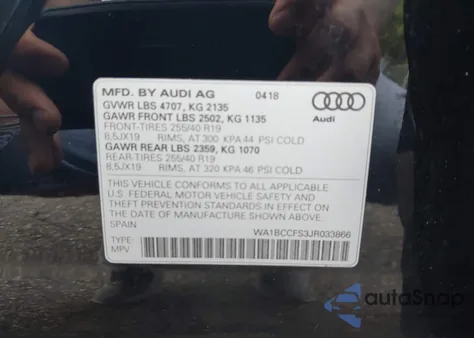 MFD. BY AUDI AG 0418
GVWR LBS 4707, KG 2135
GAWR FRONT LBS 2502, KG 1135
FRONT-TIRES 255/40 R19
8,5JX19 RIMS, AT 300 KPA 44 PSI COLD
GAWR REAR LBS 2359, KG 1070
REAR-TIRES 255/40 R19
8,5JX19 RIMS, AT 320 KPA 46 PSI COLD
Audi
THIS VEHICLE CONFORMS TO ALL APPLICABLE
U.S. FEDERAL MOTOR VEHICLE SAFETY AND
THEFT PREVENTION STANDARDS IN EFFECT ON
THE DATE OF MANUFACTURE SHOWN ABOVE.
SPAIN WA1BCCFS3JR033866
TYPE:
MPV
autoSnap